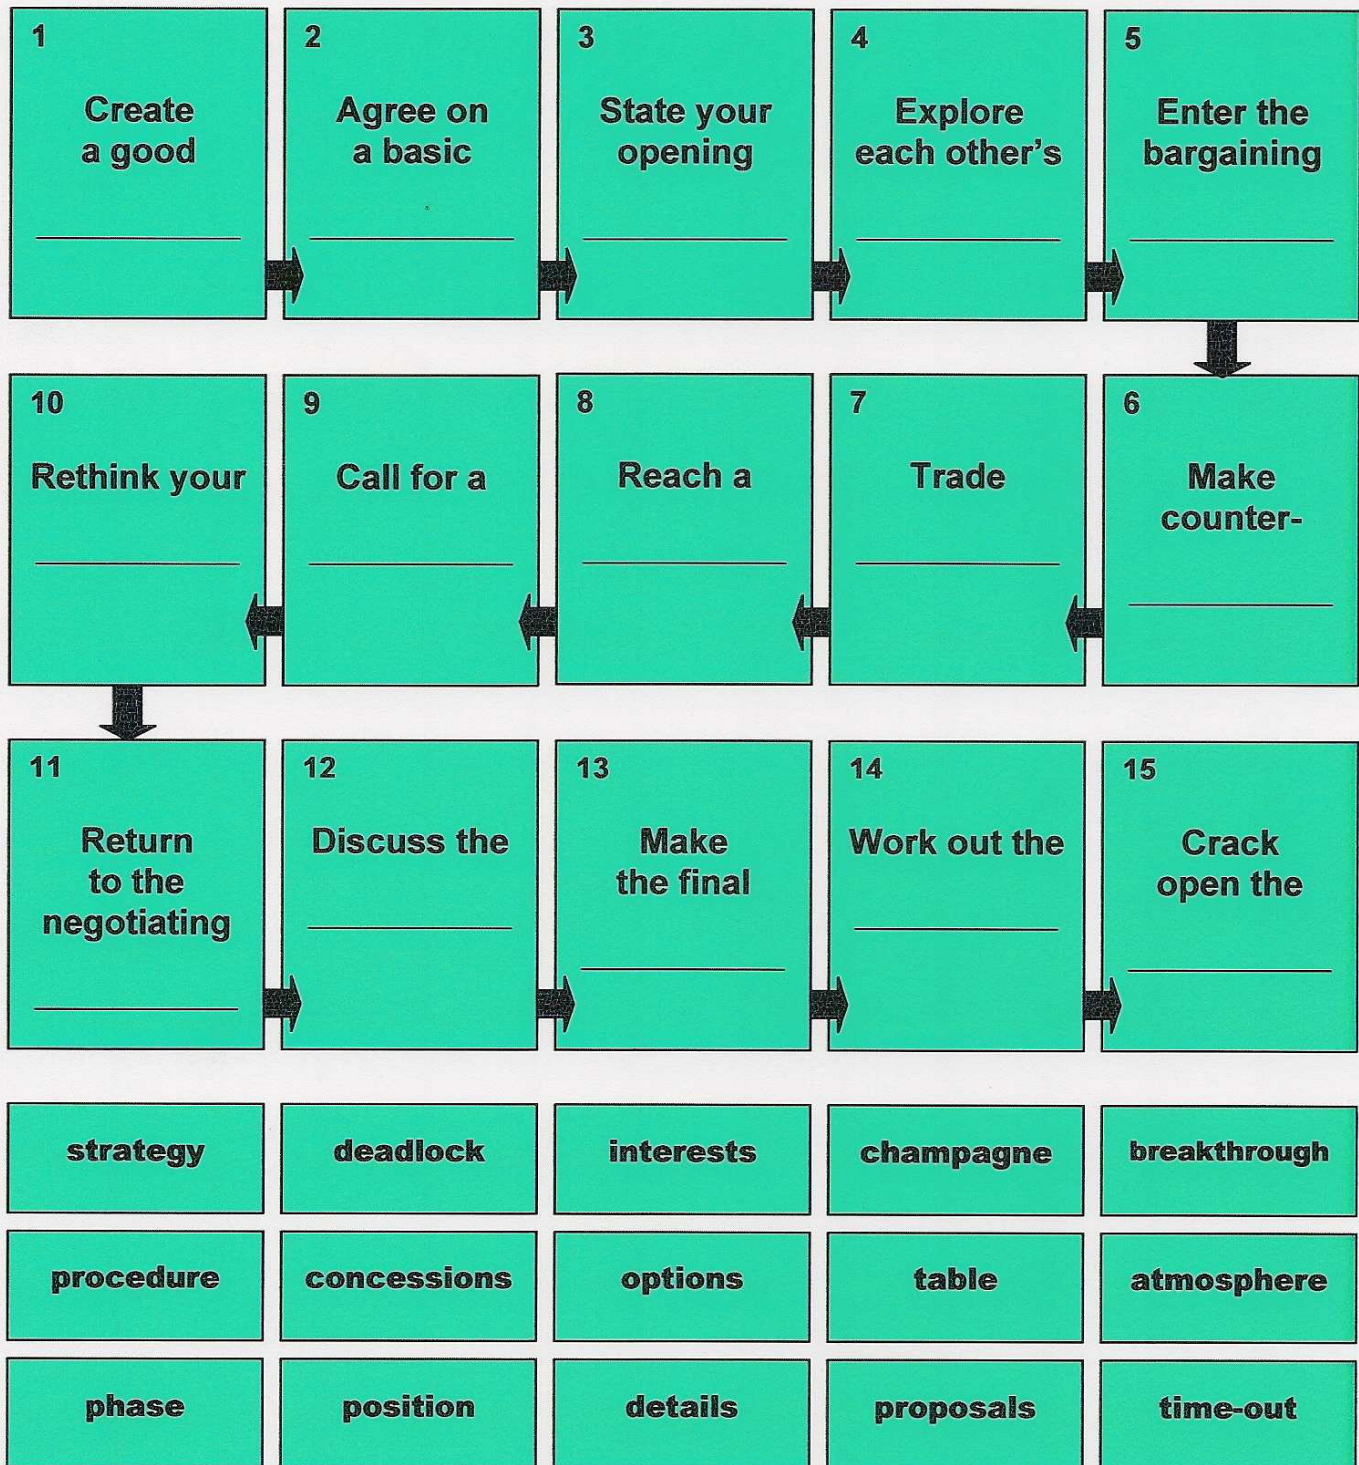 1
Create
a good
2
Agree on
a basic
3
State your
opening
4
Explore
each other's
5
Enter the
bargaining
10
Rethink your
9
Call for a
8
Reach a
7
Trade
6
Make
counter-
11
Return
to the
negotiating
12
Discuss the
13
Make
the final
14
Work out the
15
Crack
open the
strategy
deadlock
interests
champagne
breakthrough
procedure
concessions
options
table
atmosphere
phase
position
details
proposals
time-out